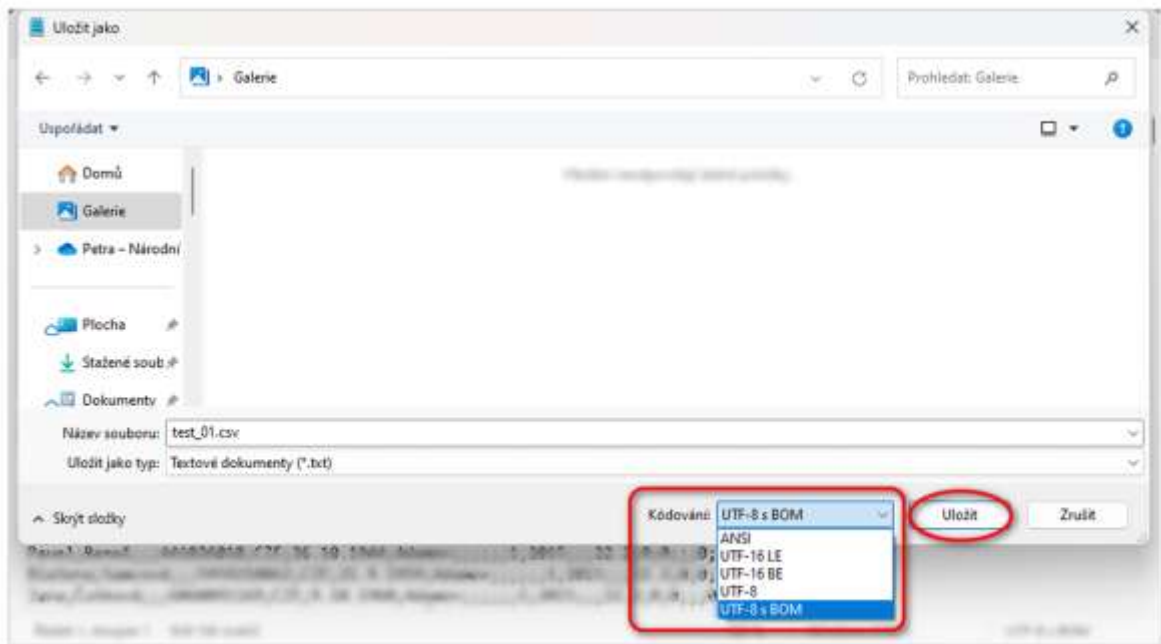 Uložit jako
Galerie
Prohledat: Galerie
Uspořádat
Domů
Galerie
Petra – Národní
Plocha
Stažené soub
Dokumenty
Název souboru: test_01.csv
Uložit jako typ: Textové dokumenty (*.txt)
Skrýt složky
Kódování: UTF-8 s BOM
Uložit
Zrušit
ANSI
UTF-16 LE
UTF-16 BE
UTF-8
UTF-8 s BOM